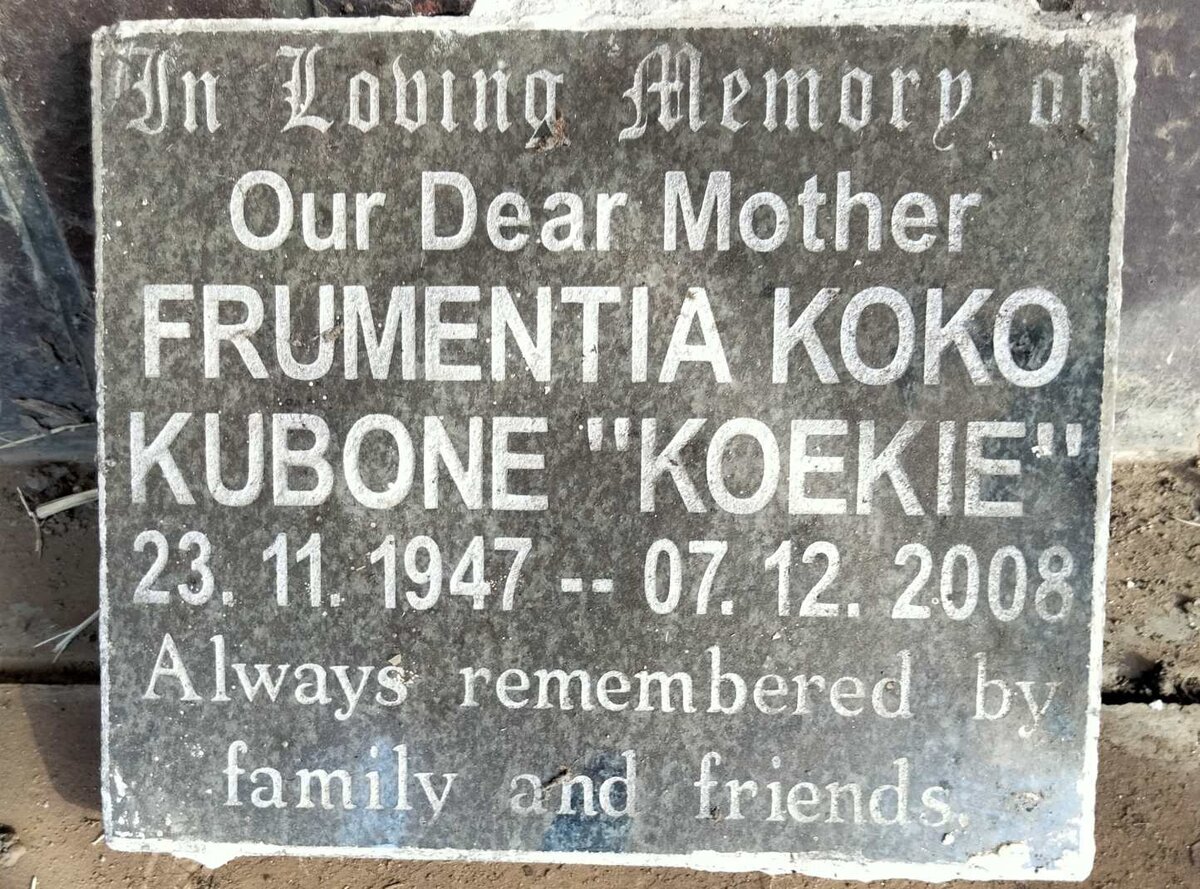 In Loving Memory of
Our Dear Mother
FRUMENTIA KOKO
KUBONE "KOEKIE"
23. 11. 1947 -- 07. 12. 2008
Always remembered by
family and friends.